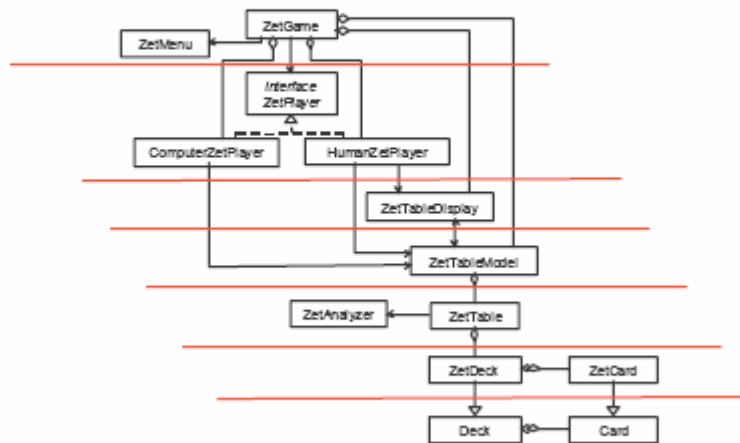 ZetGame
ZetMenu
Interface
ZetPlayer
ComputerZetPlayer
HumanZetPlayer
ZetTableDisplay
ZetTableModel
ZetAnalyzer
ZetTable
ZetDeck
ZetCard
Deck
Card